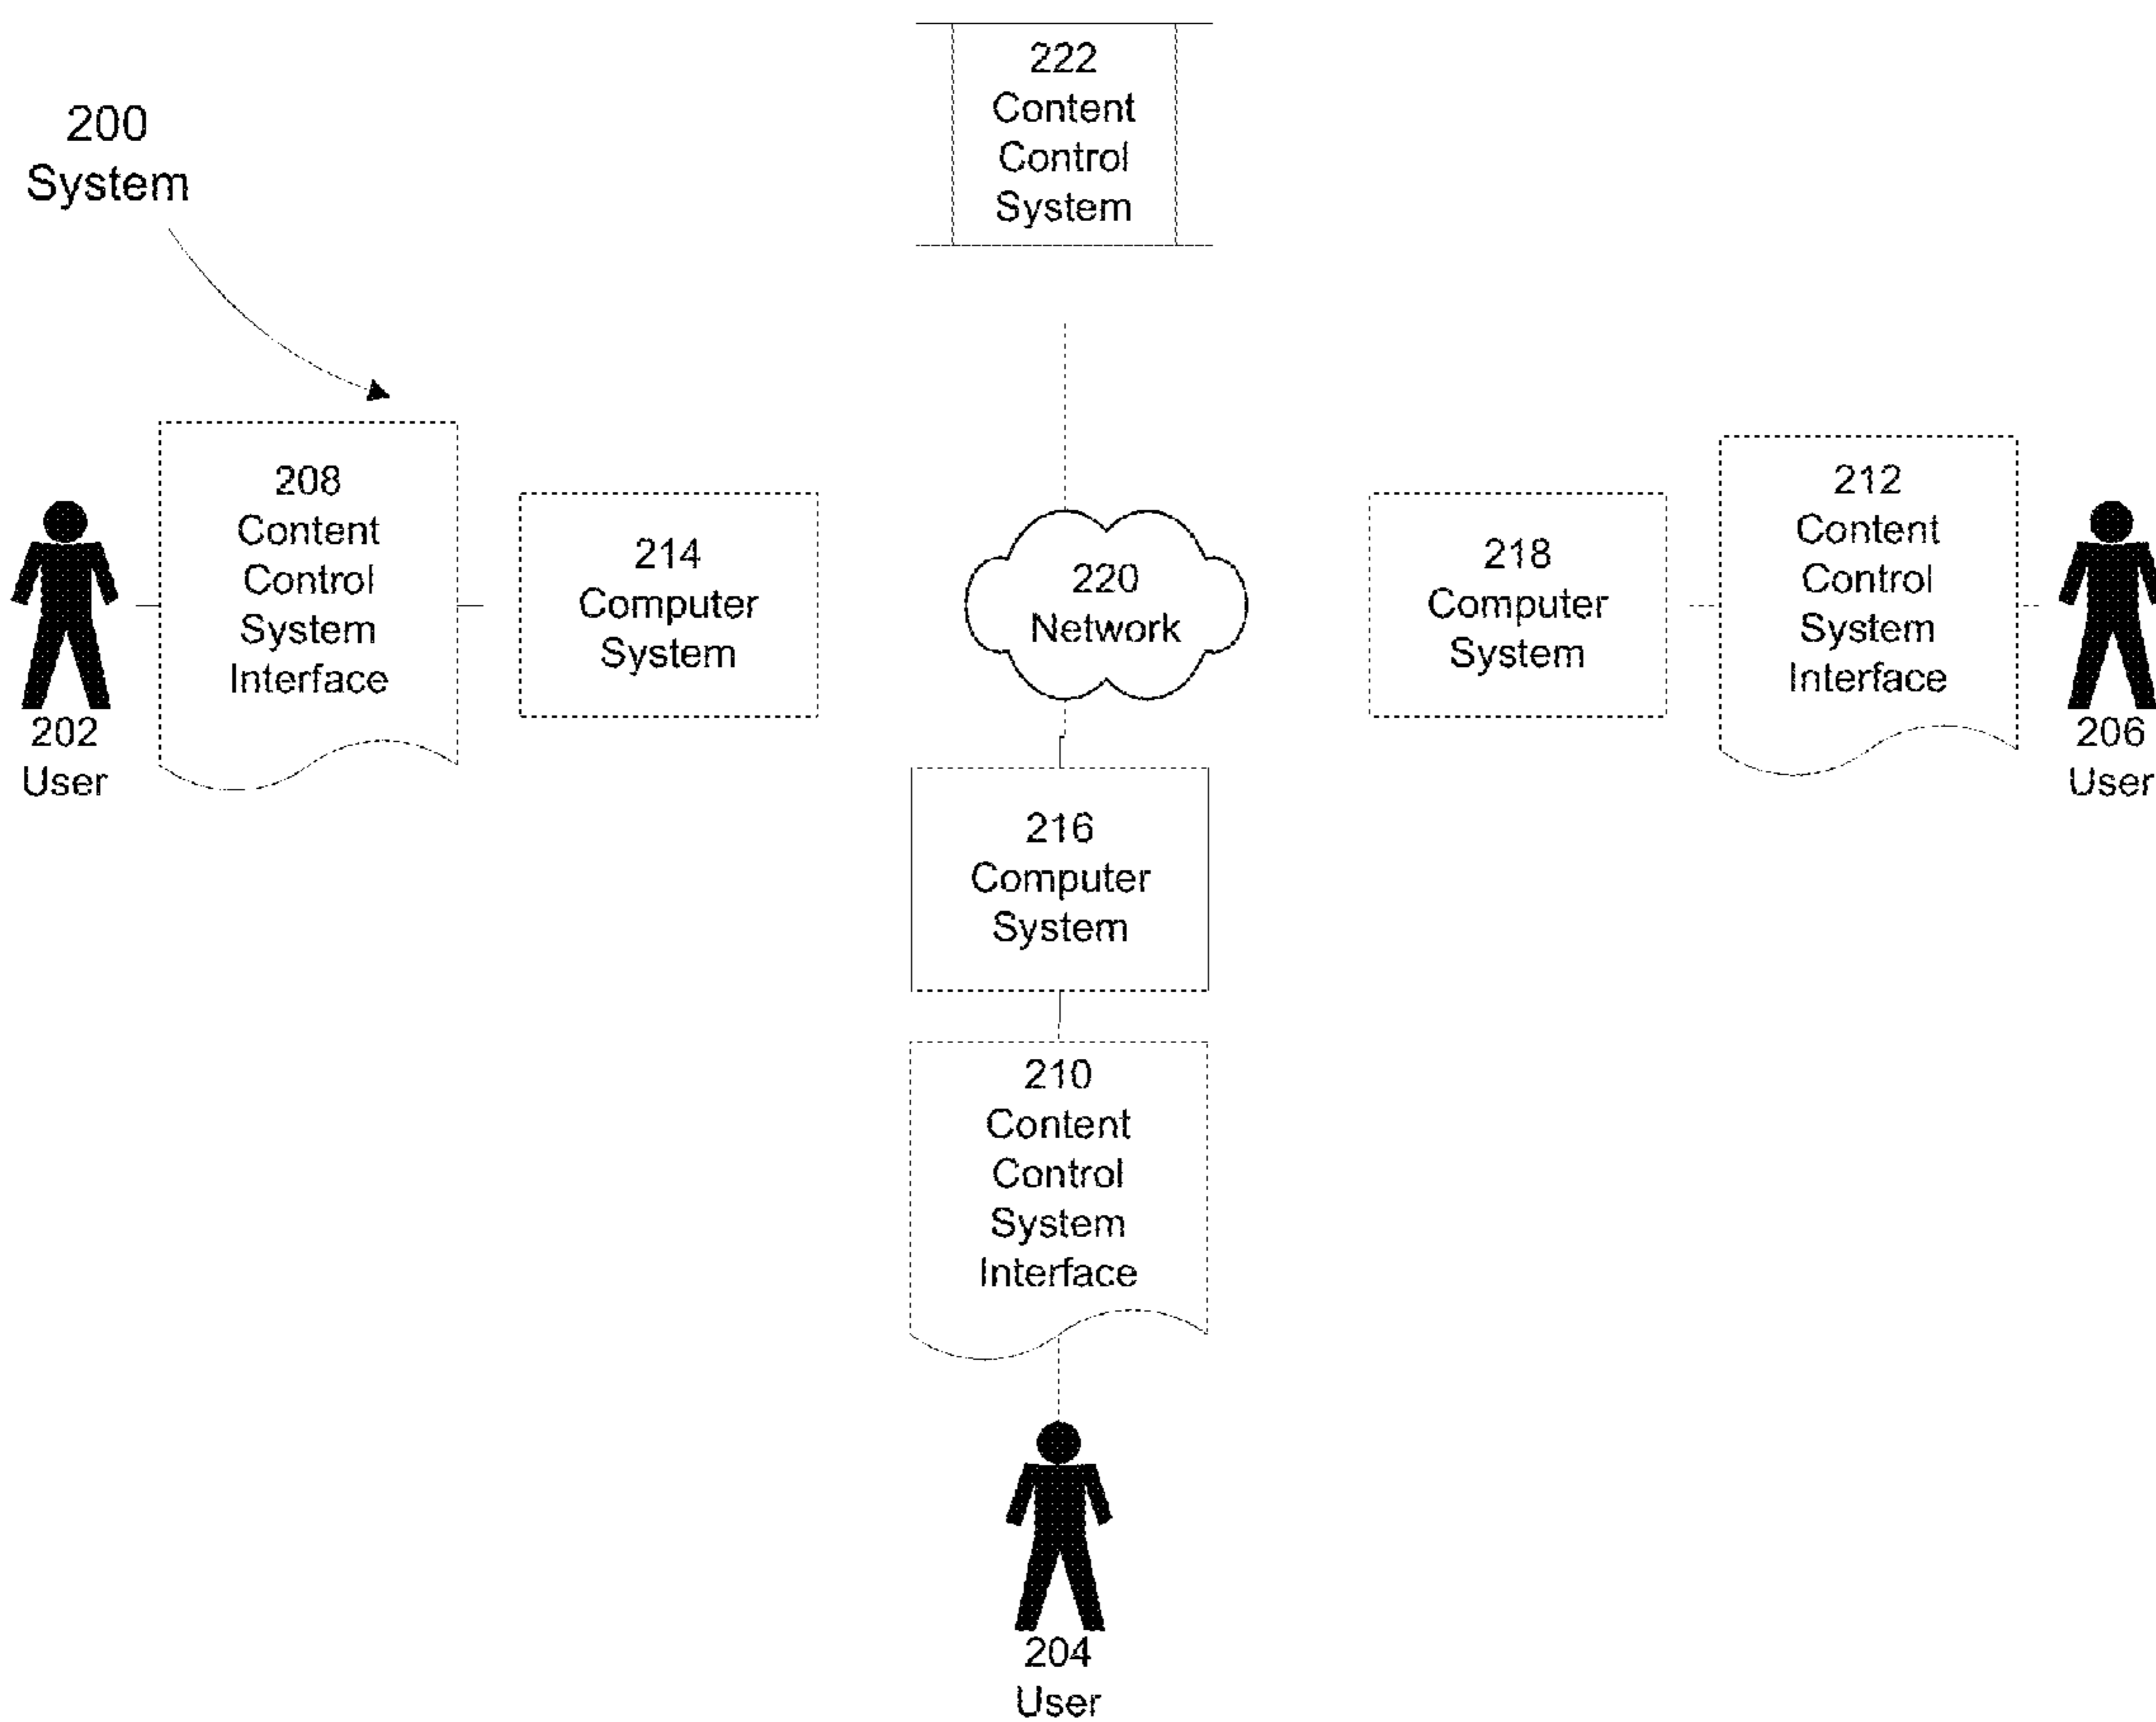 222
Content
Control
System
200
System
208
Content
Control
System
Interface
214
Computer
System
220
Network
218
Computer
System
212
Content
Control
System
Interface
202
User
206
User
216
Computer
System
210
Content
Control
System
Interface
204
User